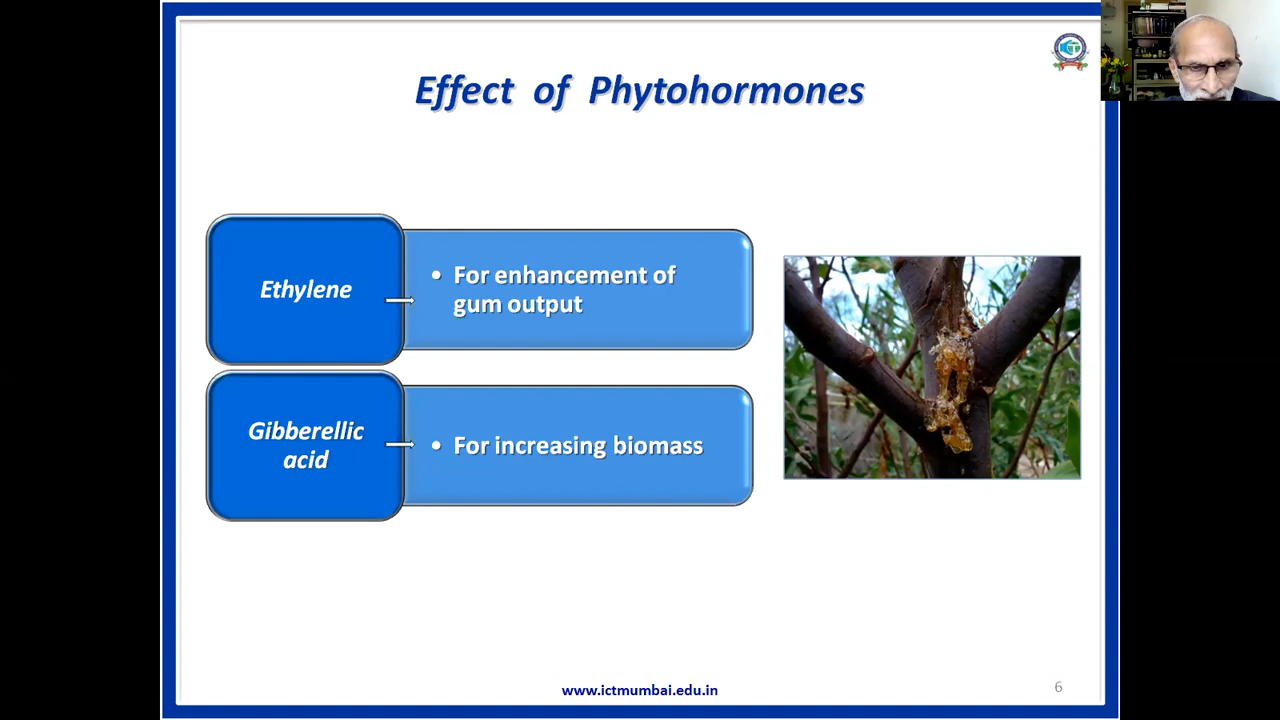 Effect of Phytohormones
Ethylene
• For enhancement of
gum output
Gibberellic
acid
• For increasing biomass
www.ictmumbai.edu.in
6